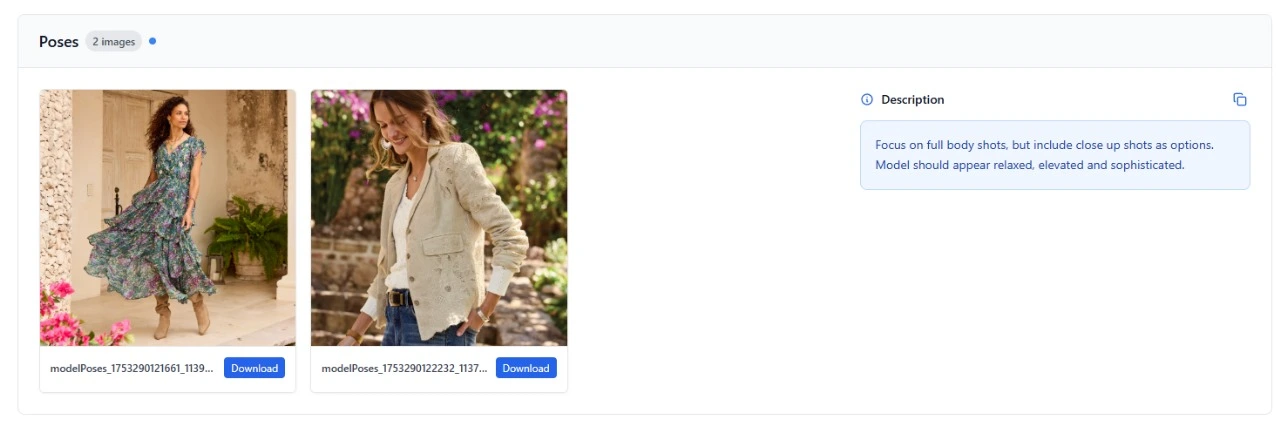 Poses 2 images
Description
Focus on full body shots, but include close up shots as options.
Model should appear relaxed, elevated and sophisticated.
modelPoses_1753290121661_1139... Download
modelPoses_1753290122232_1137... Download